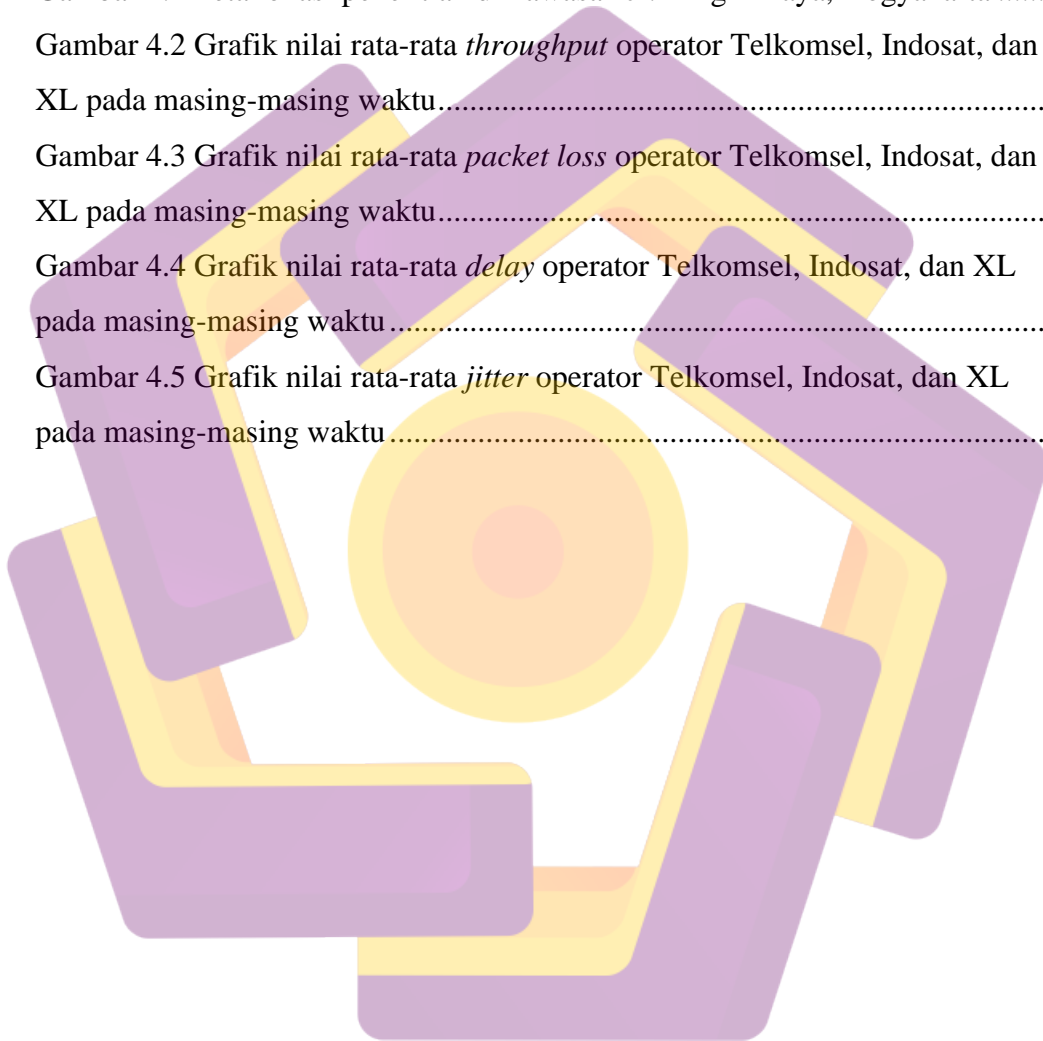 Gambar 4.2 Grafik nilai rata-rata throughput operator Telkomsel, Indosat, dan
XL pada masing-masing waktu..........................................................................
Gambar 4.3 Grafik nilai rata-rata packet loss operator Telkomsel, Indosat, dan
XL pada masing-masing waktu..........................................................................
Gambar 4.4 Grafik nilai rata-rata delay operator Telkomsel, Indosat, dan XL
pada masing-masing waktu................................................................................
Gambar 4.5 Grafik nilai rata-rata jitter operator Telkomsel, Indosat, dan XL
pada masing-masing waktu................................................................................